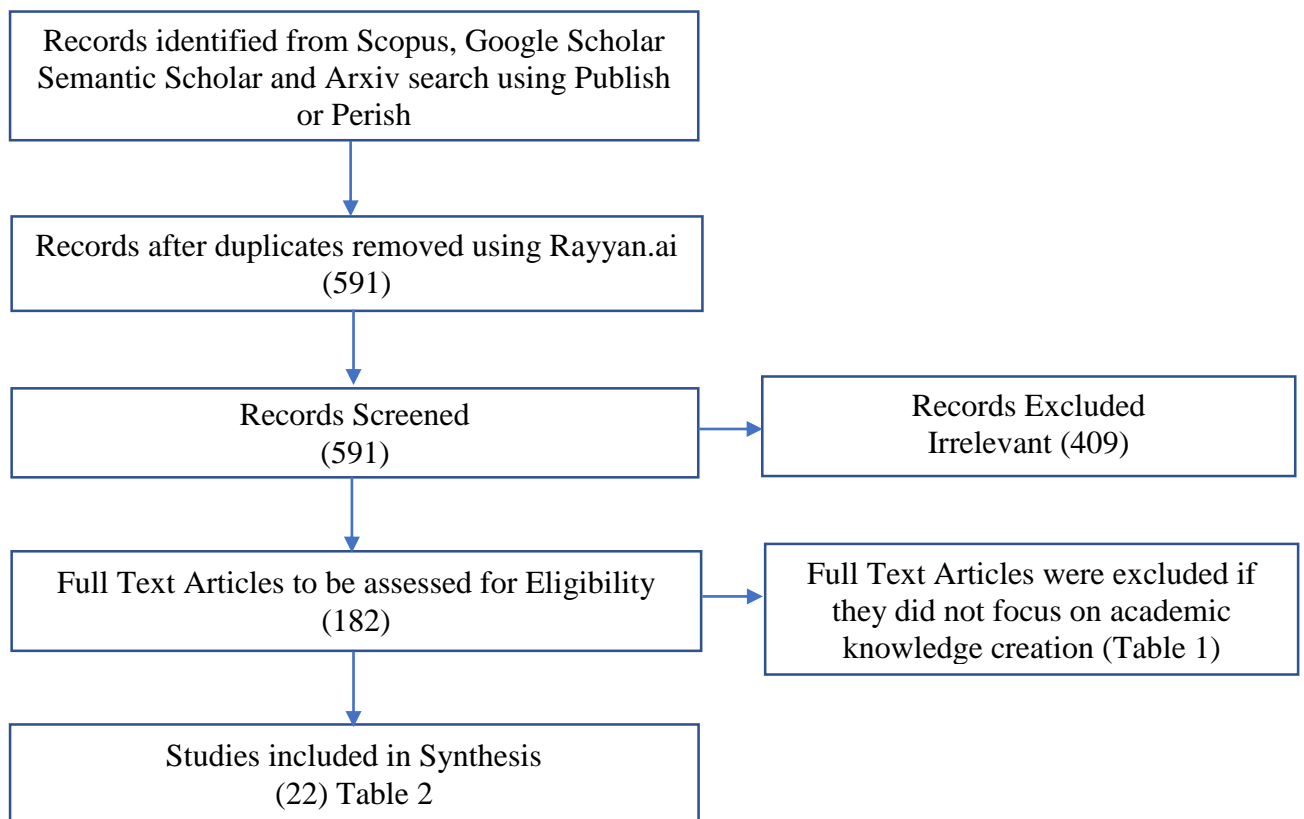 Records identified from Scopus, Google Scholar
Semantic Scholar and Arxiv search using Publish
or Perish
Records after duplicates removed using Rayyan.ai
(591)
Records Screened
(591)
Records Excluded
Irrelevant (409)
Full Text Articles to be assessed for Eligibility
(182)
Full Text Articles were excluded if
they did not focus on academic
knowledge creation (Table 1)
Studies included in Synthesis
(22) Table 2